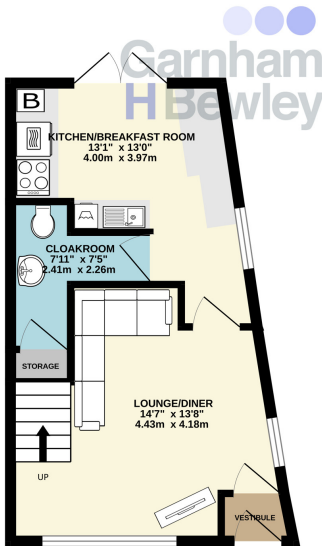 Garnham
H Bewley
B
KITCHEN/BREAKFAST ROOM
13'1" x 13'0"
4.00m x 3.97m
CLOAKROOM
7'11" x 7'5"
2.41m x 2.26m
STORAGE
LOUNGE/DINER
14'7" x 13'8"
4.43m x 4.18m
UP
VESTIBULE